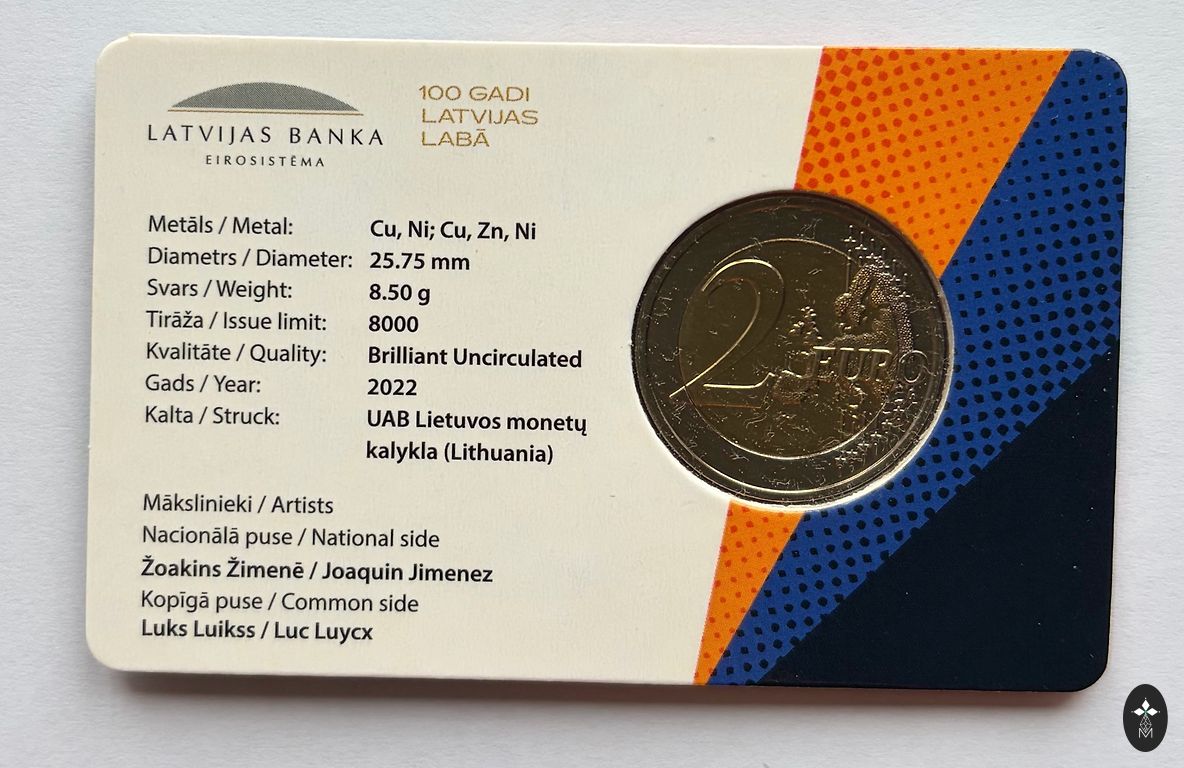 LATVIJAS BANKA
EIROSISTĒMA
100 GADI
LATVIJAS
LABĀ
Metāls / Metal: Cu, Ni; Cu, Zn, Ni
Diametrs / Diameter: 25.75 mm
Svars / Weight: 8.50 g
Tirāža / Issue limit: 8000
Kvalitāte / Quality: Brilliant Uncirculated
Gads / Year: 2022
Kalta / Struck: UAB Lietuvos monetų
kalykla (Lithuania)
Mākslinieki / Artists
Nacionālā puse / National side
Žoakins Žimenē / Joaquin Jimenez
Kopīgā puse / Common side
Luks Luikss / Luc Luycx
2 EURO
M